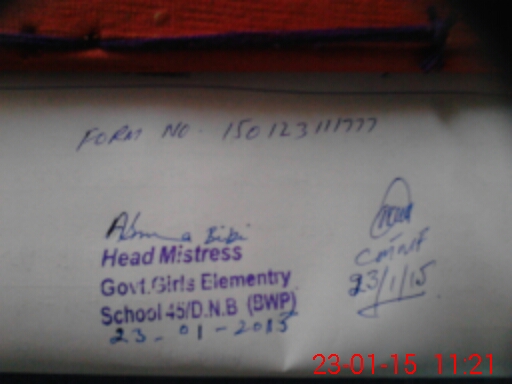 FORM NO. 150123111777
Bibi
Head Mistress
Govt.Girls Elementry
School 45/D.N.B (BWP)
23-01-2015
23/1/15
23-01-15 11:21